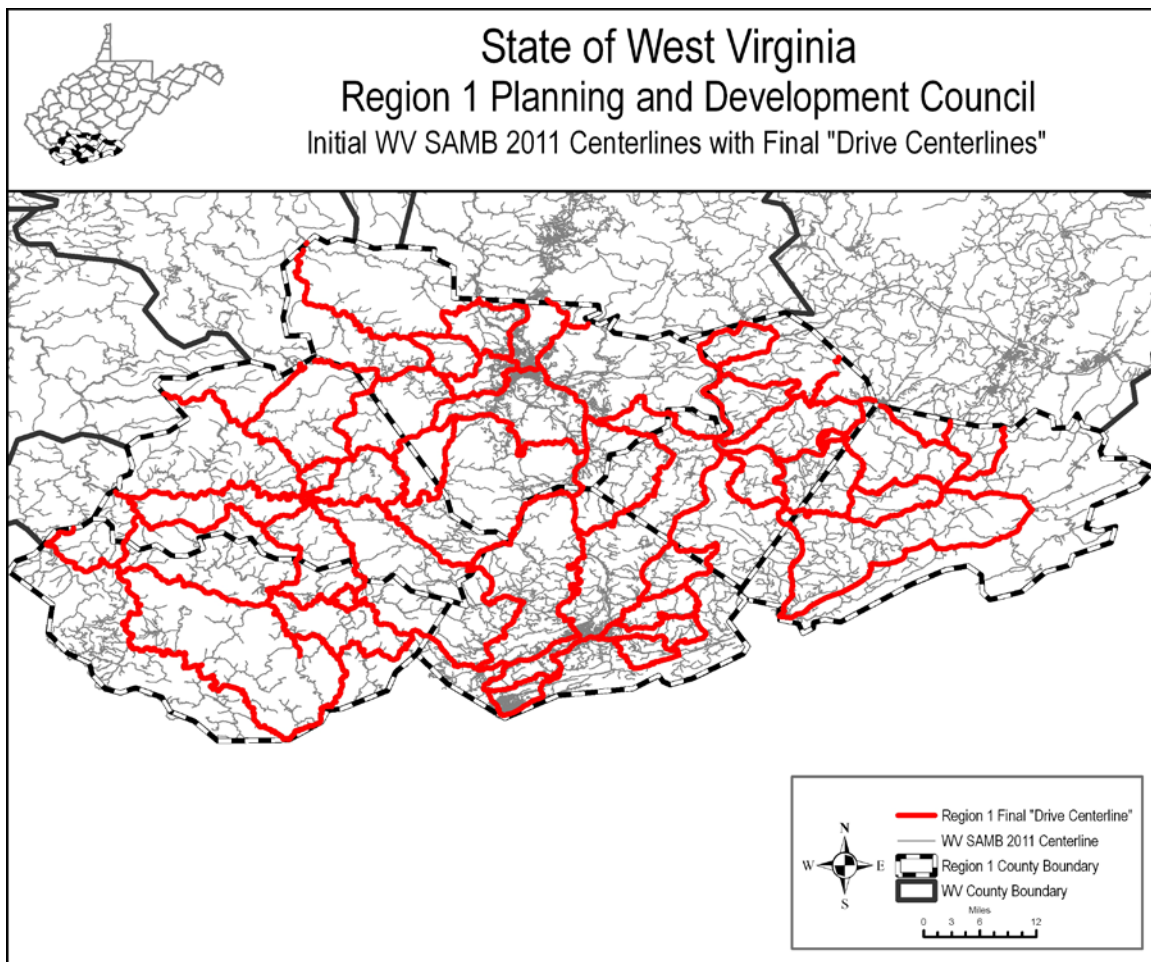 State of West Virginia
Region 1 Planning and Development Council
Initial WV SAMB 2011 Centerlines with Final "Drive Centerlines"
Region 1 Final "Drive Centerline"
WV SAMB 2011 Centerline
Region 1 County Boundary
WV County Boundary
N
W E
S
Miles
0 3 6 12